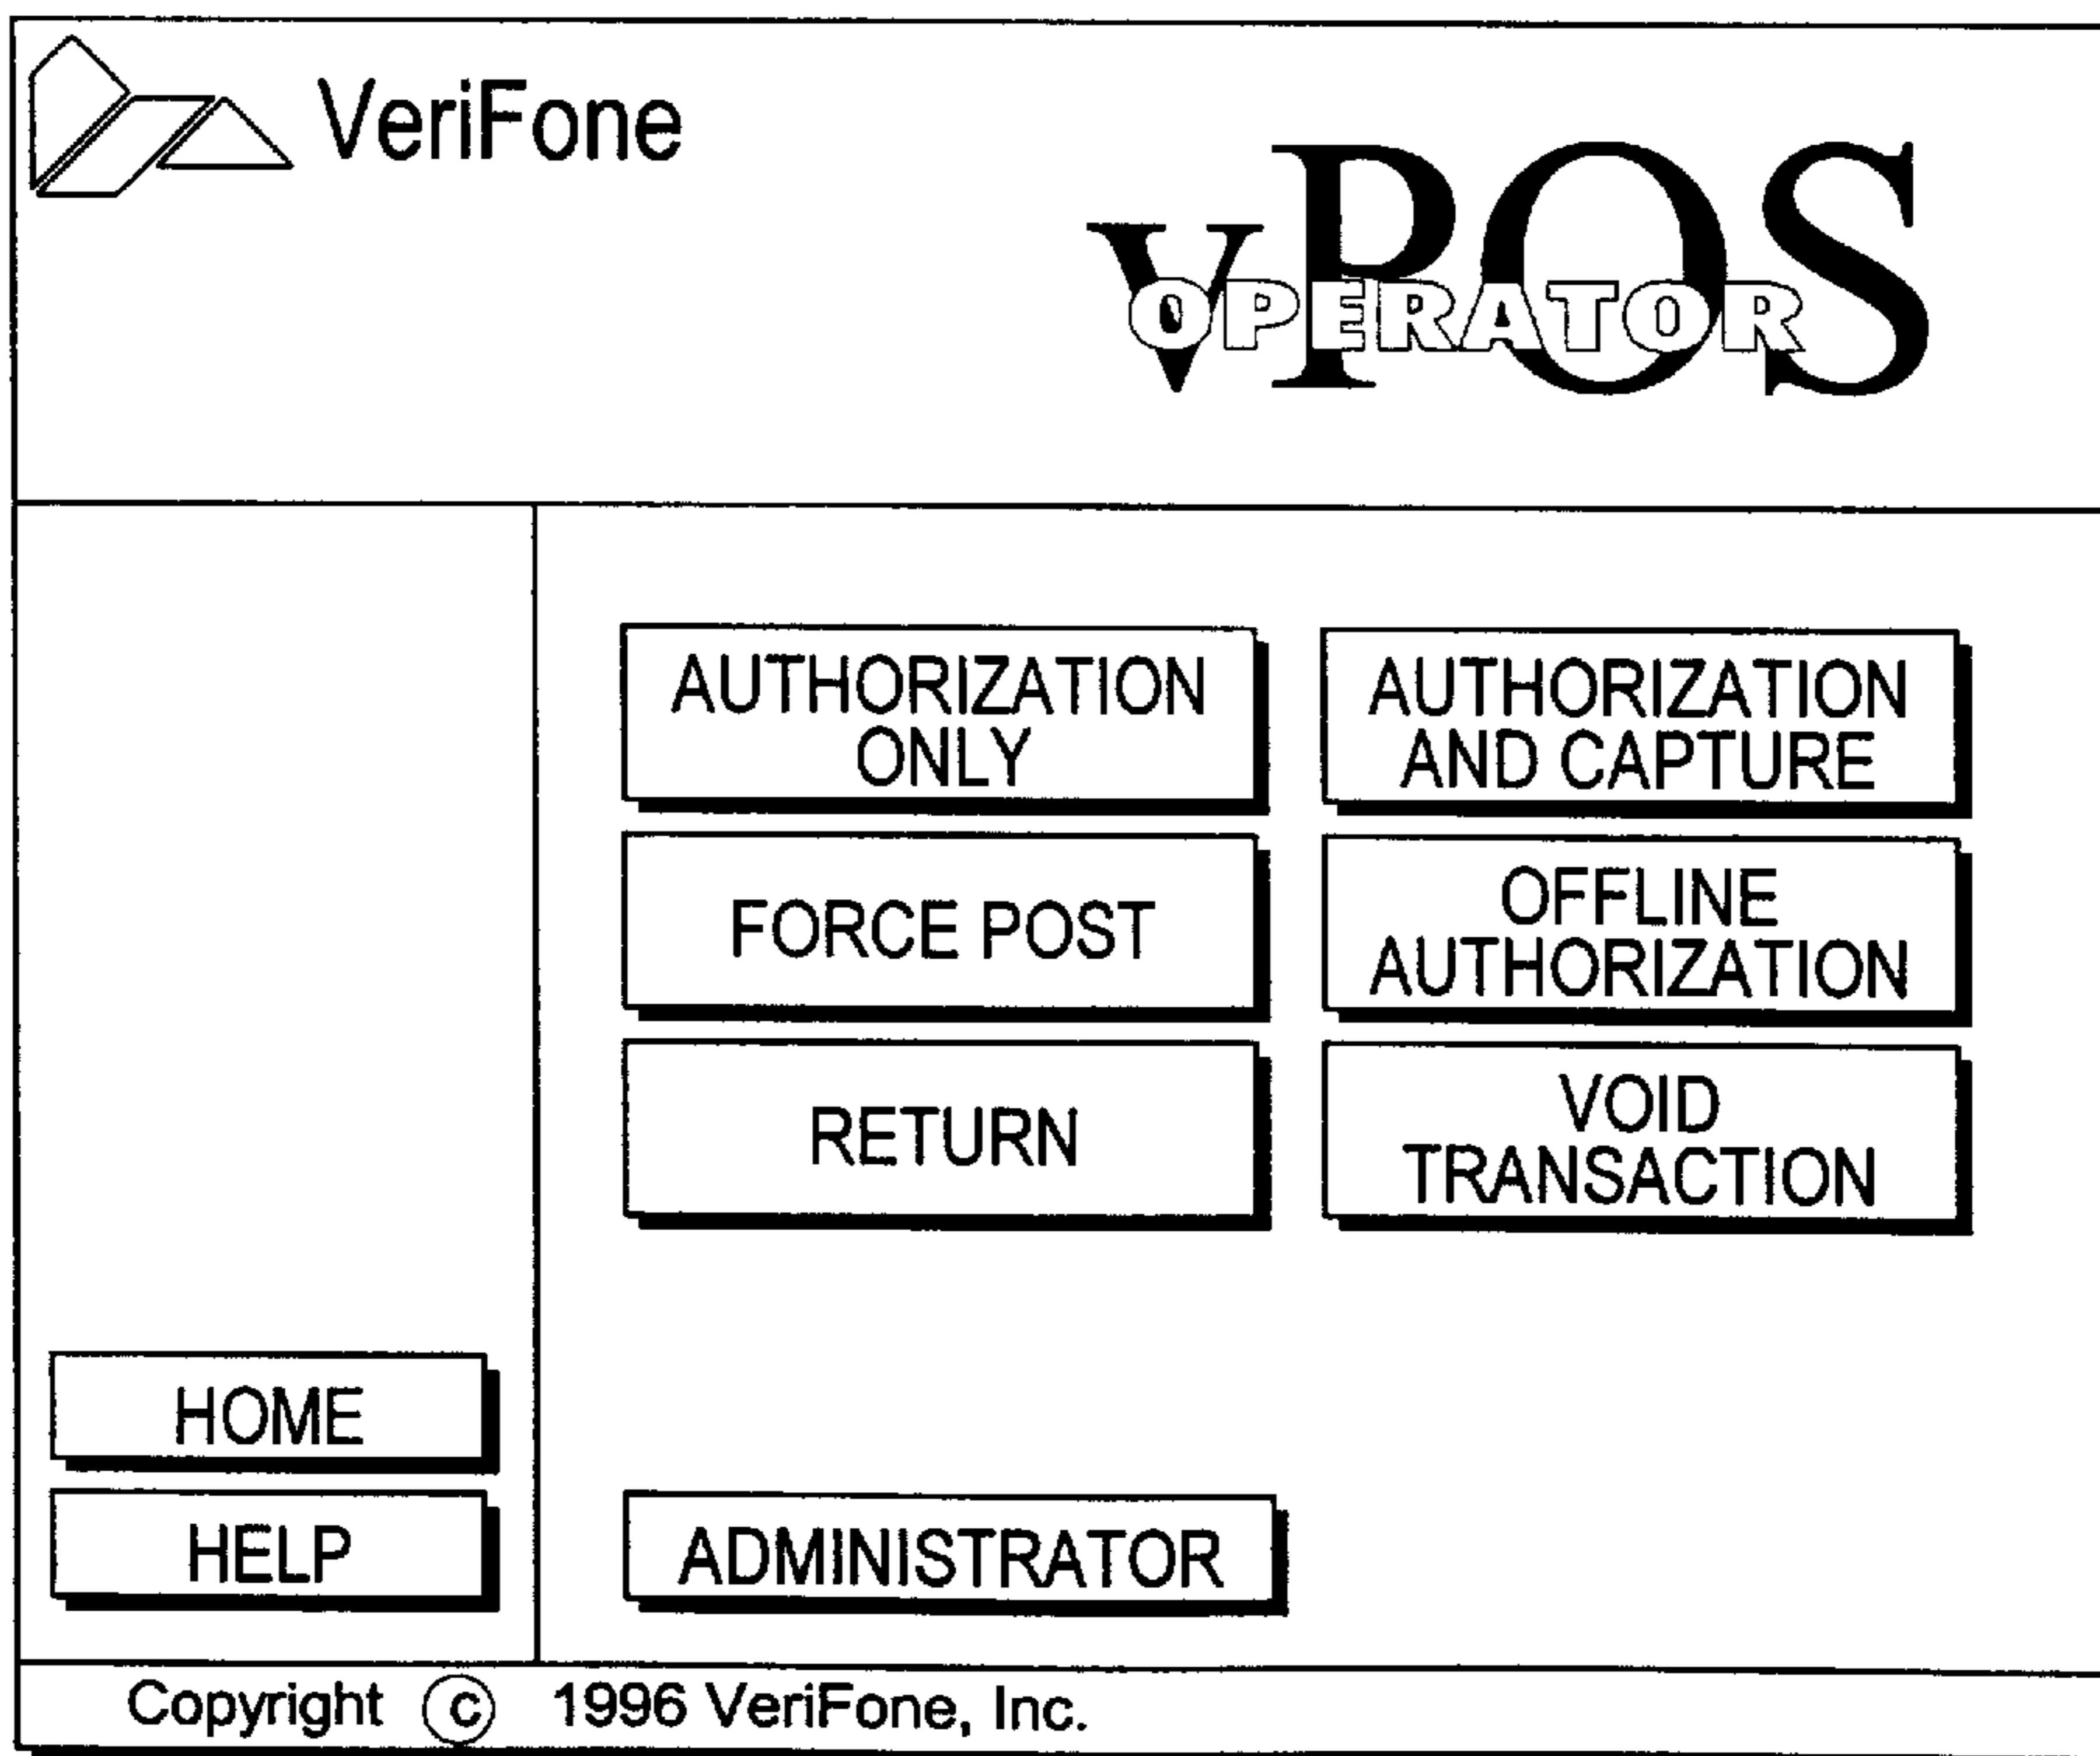 VeriFone
vPOS
OPERATOR
AUTHORIZATION
ONLY
AUTHORIZATION
AND CAPTURE
FORCE POST
OFFLINE
AUTHORIZATION
RETURN
VOID
TRANSACTION
HOME
HELP
ADMINISTRATOR
Copyright © 1996 VeriFone, Inc.